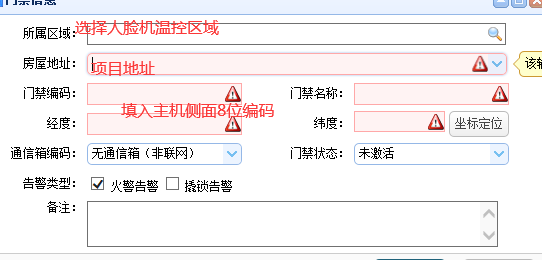 门禁信息
所属区域： 选择人脸机温控区域
房屋地址： 项目地址 该输
门禁编码： 门禁名称：
填入主机侧面8位编码
经度： 纬度： 坐标定位
通信箱编码： 无通信箱（非联网） 门禁状态： 未激活
告警类型： 火警告警 撬锁告警
备注：